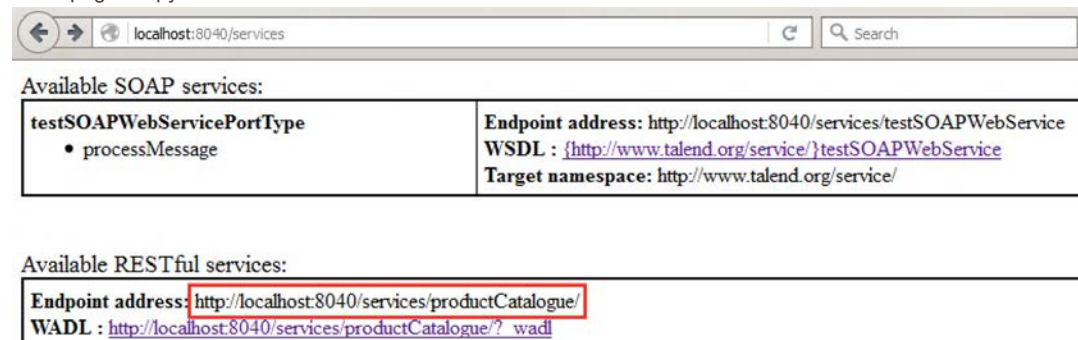 localhost:8040/services
Search
Available SOAP services:
testSOAPWebServicePortType
• processMessage
Endpoint address: http://localhost:8040/services/testSOAPWebService
WSDL : {http://www.talend.org/service/}testSOAPWebService
Target namespace: http://www.talend.org/service/
Available RESTful services:
Endpoint address: http://localhost:8040/services/productCatalogue/
WADL : http://localhost:8040/services/productCatalogue/?_wadl